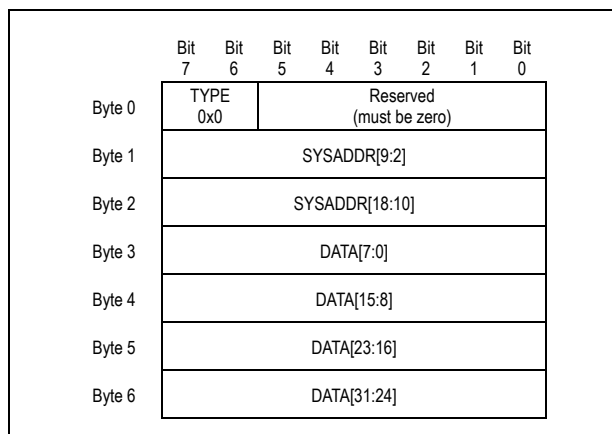 Bit Bit Bit Bit Bit Bit Bit Bit
7 6 5 4 3 2 1 0
Byte 0
TYPE
0x0
Reserved
(must be zero)
Byte 1 SYSADDR[9:2]
Byte 2 SYSADDR[18:10]
Byte 3 DATA[7:0]
Byte 4 DATA[15:8]
Byte 5 DATA[23:16]
Byte 6 DATA[31:24]